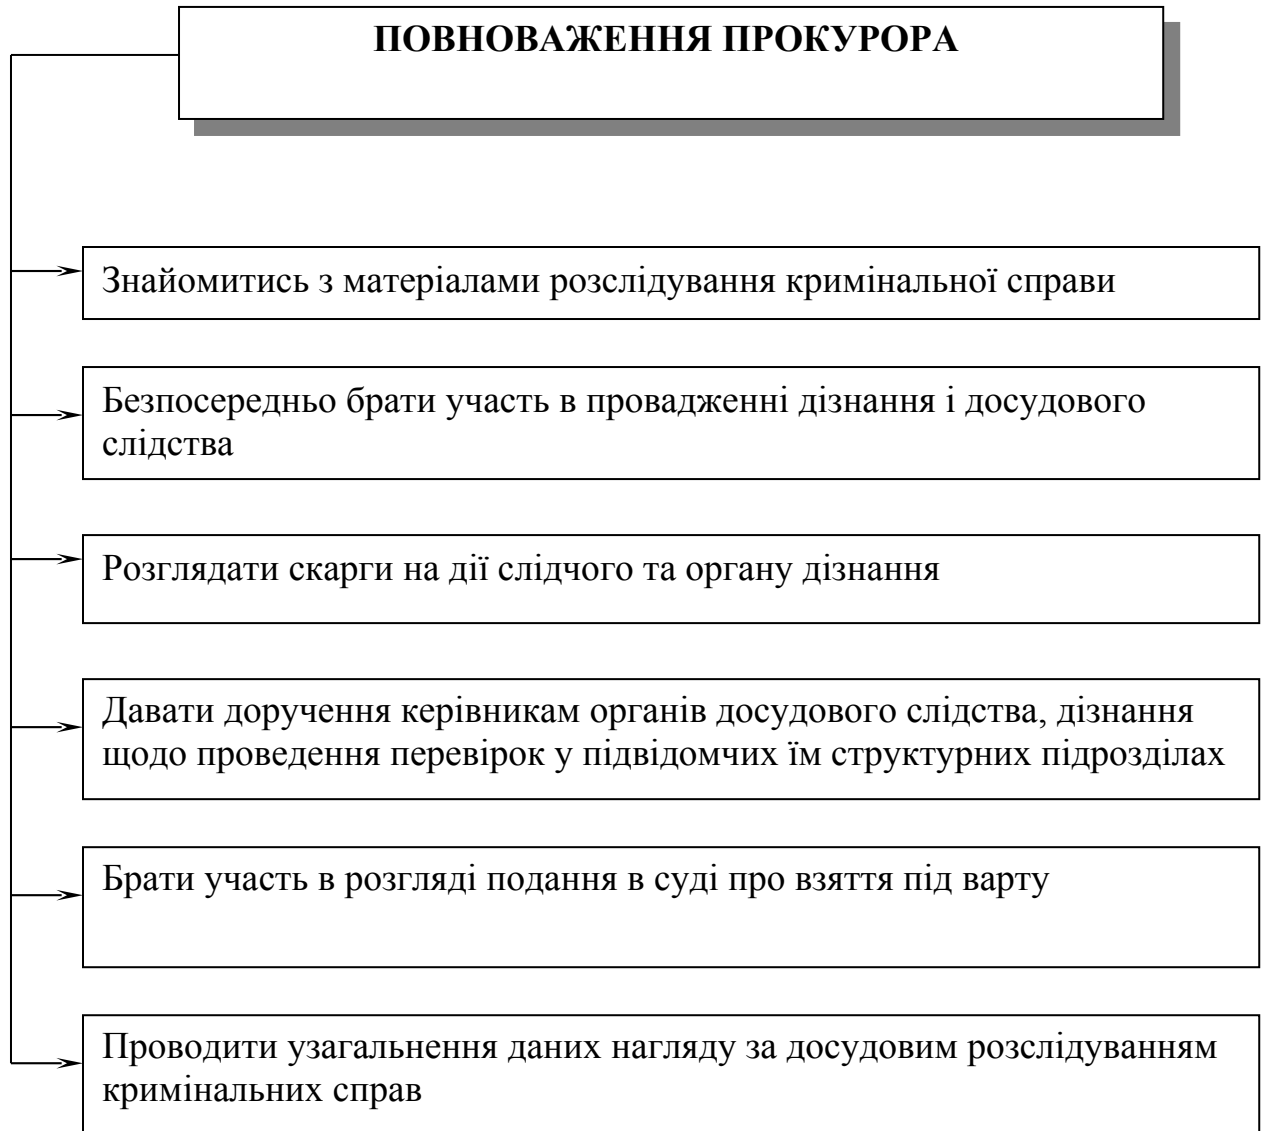 ПОВНОВАЖЕННЯ ПРОКУРОРА
Знайомитись з матеріалами розслідування кримінальної справи
Безпосередньо брати участь в провадженні дізнання і досудового
слідства
Розглядати скарги на дії слідчого та органу дізнання
Давати доручення керівникам органів досудового слідства, дізнання
щодо проведення перевірок у підвідомчих їм структурних підрозділах
Брати участь в розгляді подання в суді про взяття під варту
Проводити узагальнення даних нагляду за досудовим розслідуванням
кримінальних справ